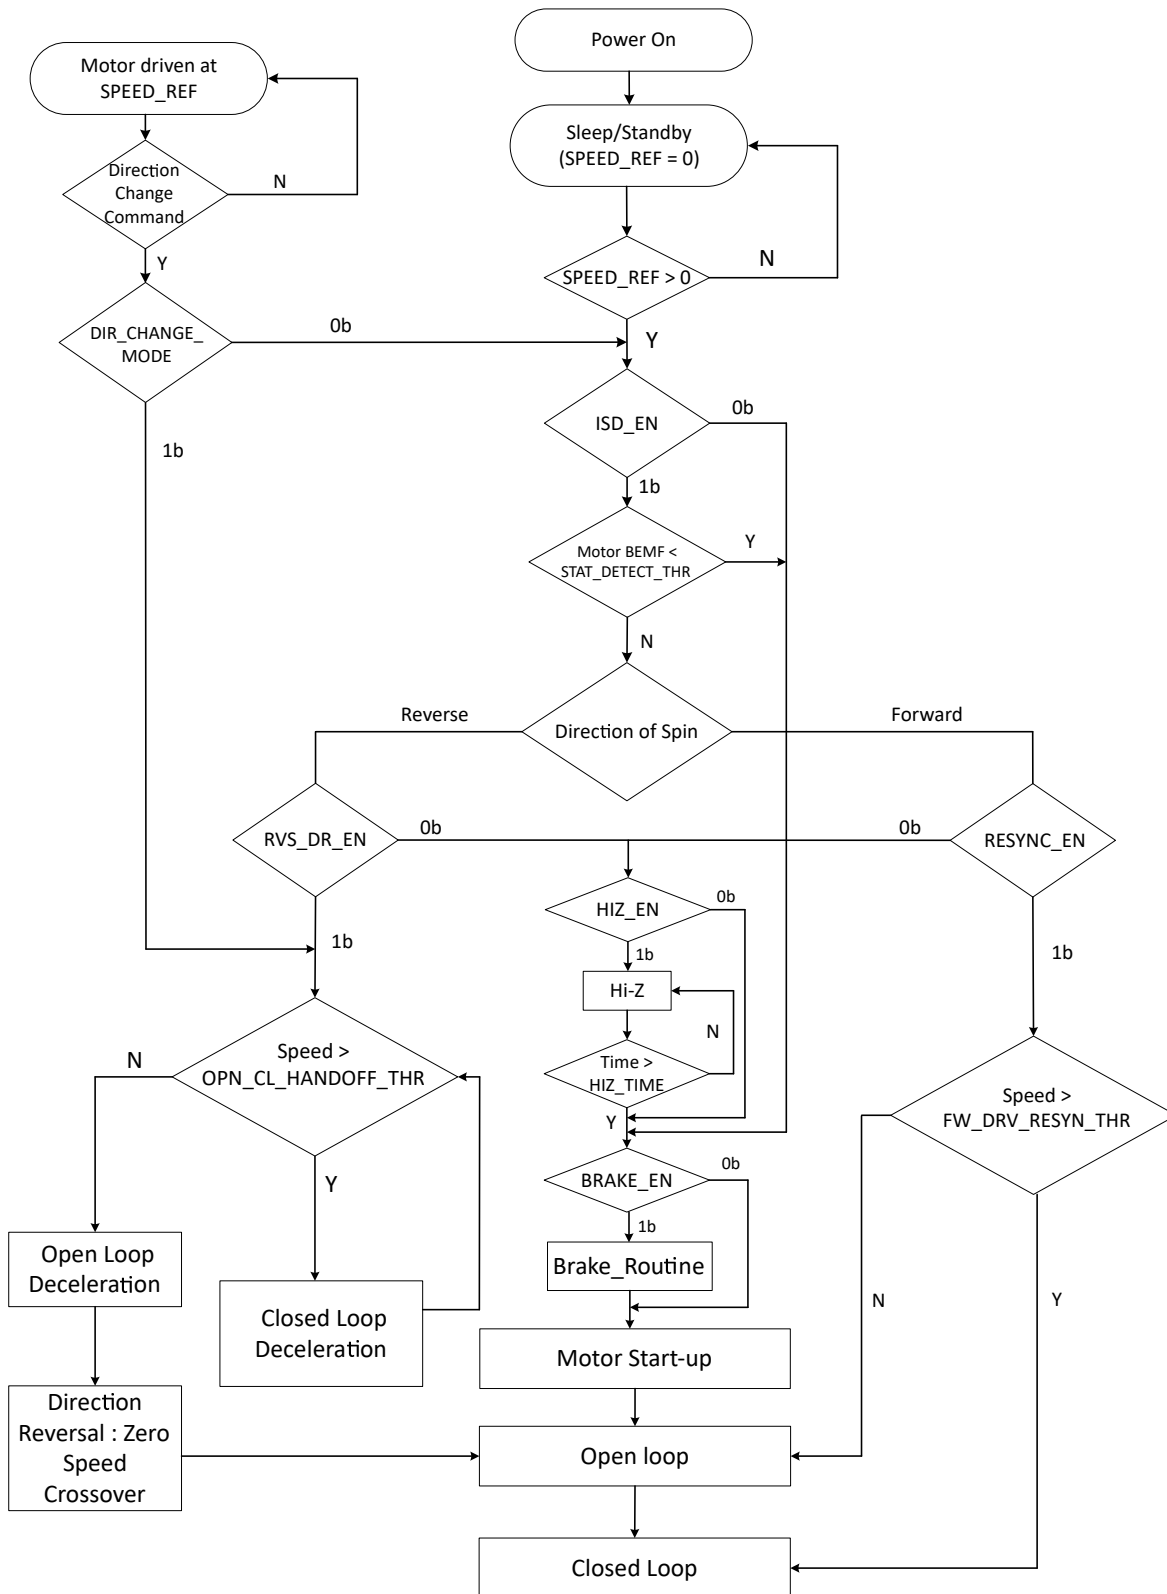 Power On
Motor driven at
SPEED_REF
Sleep/Standby
(SPEED_REF = 0)
Direction
Change
Command
N
Y
SPEED_REF > 0
N
Y
DIR_CHANGE_
MODE
0b
1b
ISD_EN
0b
1b
Motor BEMF <
STAT_DETECT_THR
Y
N
Direction of Spin
Reverse
Forward
RVS_DR_EN
0b
0b
RESYNC_EN
1b
1b
HIZ_EN
0b
1b
Hi-Z
N
Time >
HIZ_TIME
Y
Speed >
OPN_CL_HANDOFF_THR
N
Y
Speed >
FW_DRV_RESYN_THR
N
Y
BRAKE_EN
0b
1b
Brake_Routine
Open Loop
Deceleration
Closed Loop
Deceleration
Motor Start-up
Direction
Reversal : Zero
Speed
Crossover
Open loop
Closed Loop